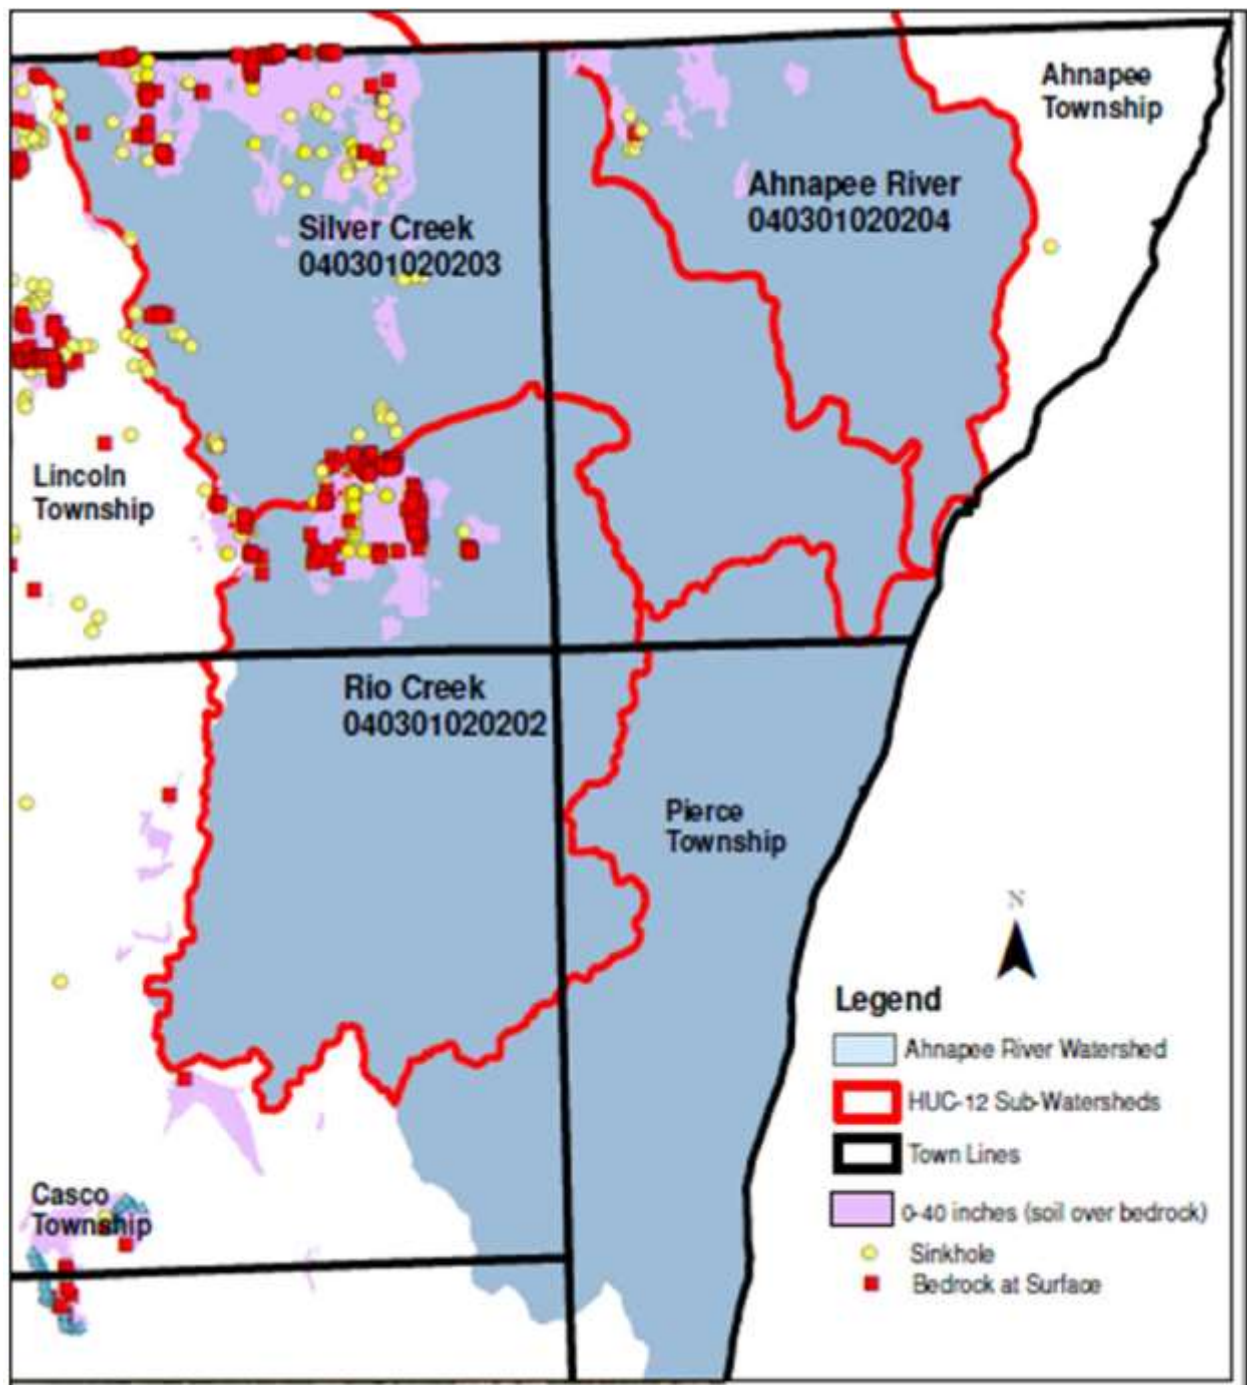 Ahnapee
Township
Ahnapee River
040301020204
Silver Creek
040301020203
Lincoln
Township
Rio Creek
040301020202
Pierce
Township
N
Legend
Ahnapee River Watershed
HUC-12 Sub-Watersheds
Town Lines
0-40 inches (soil over bedrock)
Sinkhole
Bedrock at Surface
Casco
Township